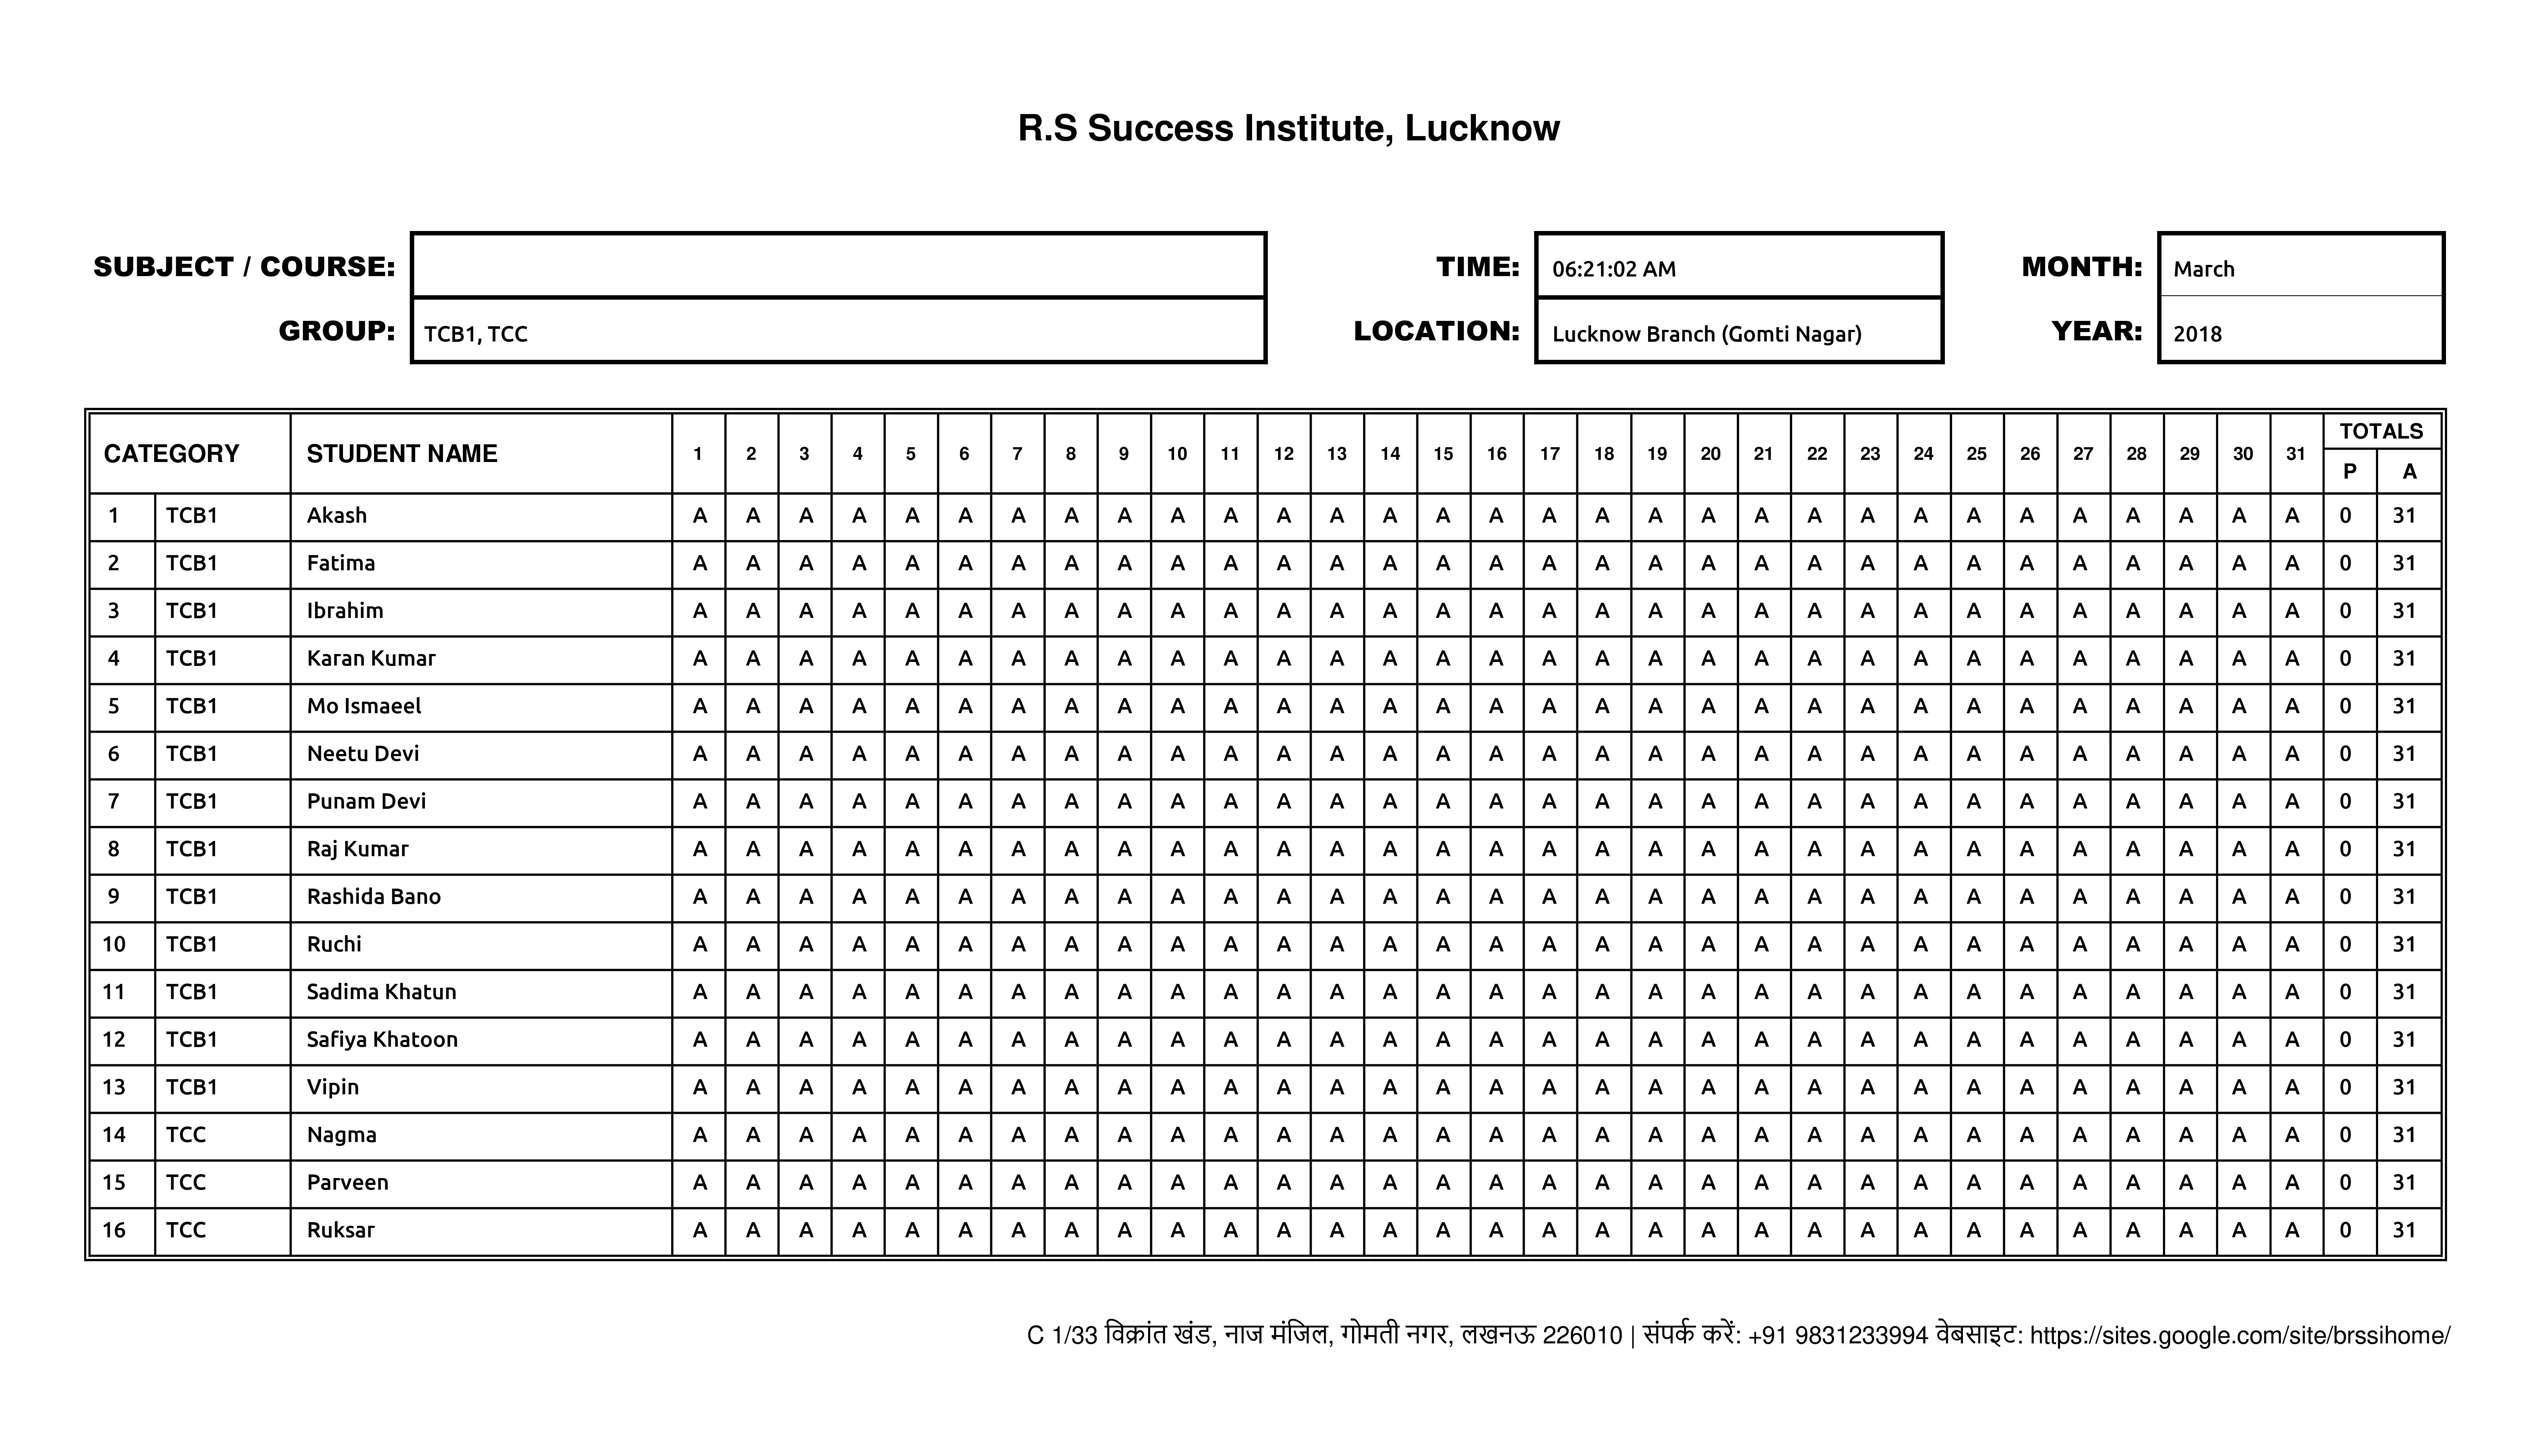 R.S Success Institute, Lucknow
SUBJECT / COURSE: TIME: 06:21:02 AM MONTH: March
GROUP: TCB1, TCC LOCATION: Lucknow Branch (Gomti Nagar) YEAR: 2018
CATEGORY STUDENT NAME 1 2 3 4 5 6 7 8 9 10 11 12 13 14 15 16 17 18 19 20 21 22 23 24 25 26 27 28 29 30 31 TOTALS
P A
1 TCB1 Akash A A A A A A A A A A A A A A A A A A A A A A A A A A A A A A A 0 31
2 TCB1 Fatima A A A A A A A A A A A A A A A A A A A A A A A A A A A A A A A 0 31
3 TCB1 Ibrahim A A A A A A A A A A A A A A A A A A A A A A A A A A A A A A A 0 31
4 TCB1 Karan Kumar A A A A A A A A A A A A A A A A A A A A A A A A A A A A A A A 0 31
5 TCB1 Mo Ismaeel A A A A A A A A A A A A A A A A A A A A A A A A A A A A A A A 0 31
6 TCB1 Neetu Devi A A A A A A A A A A A A A A A A A A A A A A A A A A A A A A A 0 31
7 TCB1 Punam Devi A A A A A A A A A A A A A A A A A A A A A A A A A A A A A A A 0 31
8 TCB1 Raj Kumar A A A A A A A A A A A A A A A A A A A A A A A A A A A A A A A 0 31
9 TCB1 Rashida Bano A A A A A A A A A A A A A A A A A A A A A A A A A A A A A A A 0 31
10 TCB1 Ruchi A A A A A A A A A A A A A A A A A A A A A A A A A A A A A A A 0 31
11 TCB1 Sadima Khatun A A A A A A A A A A A A A A A A A A A A A A A A A A A A A A A 0 31
12 TCB1 Safiya Khatoon A A A A A A A A A A A A A A A A A A A A A A A A A A A A A A A 0 31
13 TCB1 Vipin A A A A A A A A A A A A A A A A A A A A A A A A A A A A A A A 0 31
14 TCC Nagma A A A A A A A A A A A A A A A A A A A A A A A A A A A A A A A 0 31
15 TCC Parveen A A A A A A A A A A A A A A A A A A A A A A A A A A A A A A A 0 31
16 TCC Ruksar A A A A A A A A A A A A A A A A A A A A A A A A A A A A A A A 0 31
C 1/33 विक्रांत खंड, नाज मंजिल, गोमती नगर, लखनऊ 226010 | संपर्क करें: +91 9831233994 वेबसाइट: https://sites.google.com/site/brssihome/